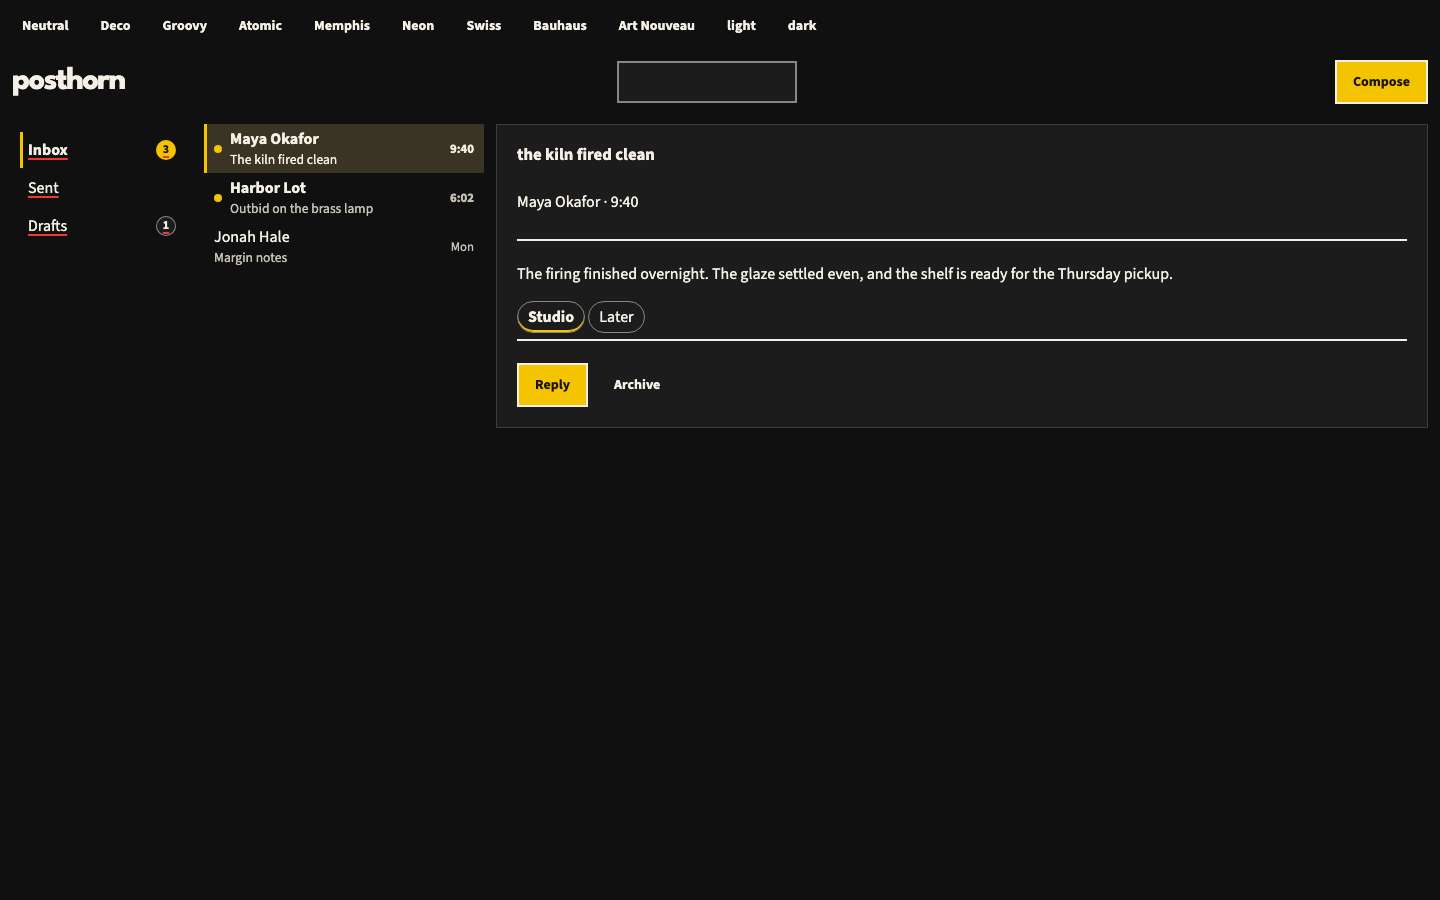 Neutral Deco Groovy Atomic Memphis Neon Swiss Bauhaus Art Nouveau light dark
posthorn
Compose
Inbox 3
Sent
Drafts 1
Maya Okafor
The kiln fired clean
9:40
Harbor Lot
Outbid on the brass lamp
6:02
Jonah Hale
Margin notes
Mon
the kiln fired clean
Maya Okafor · 9:40
The firing finished overnight. The glaze settled even, and the shelf is ready for the Thursday pickup.
Studio Later
Reply Archive